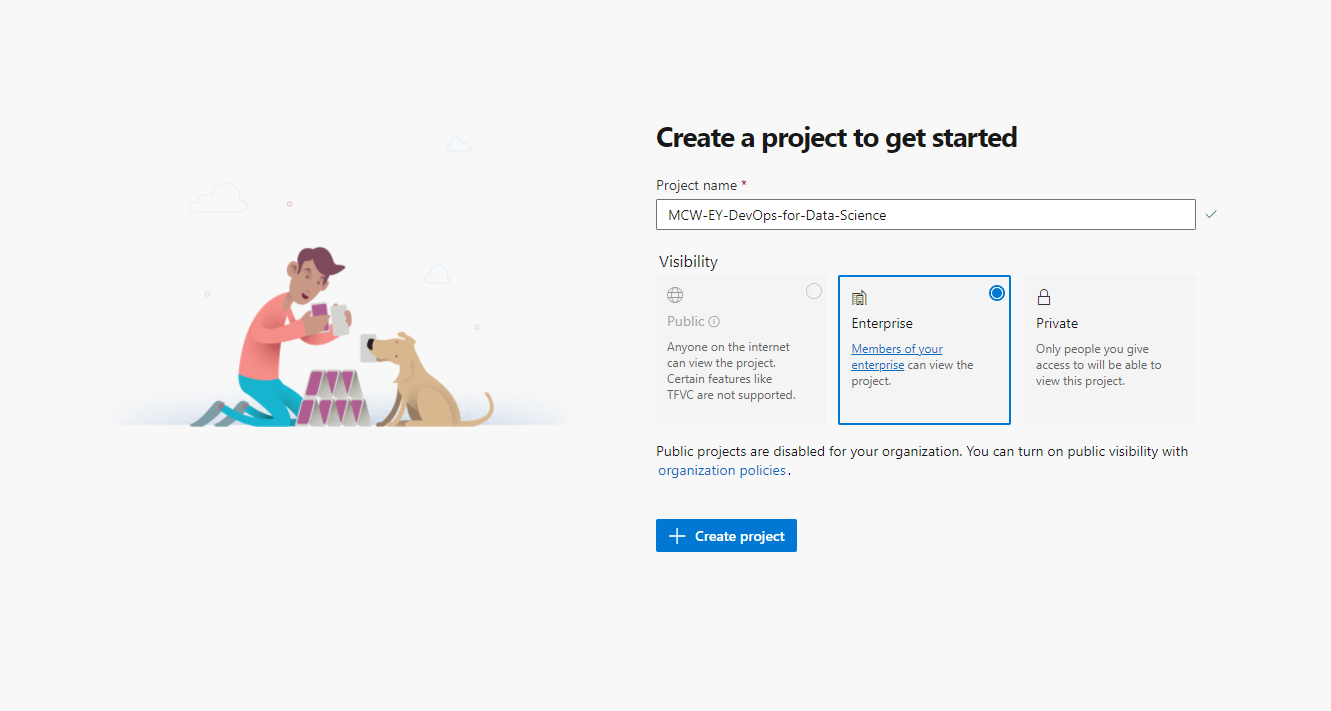 Create a project to get started
Project name *
MCW-EY-DevOps-for-Data-Science
Visibility
Public
Anyone on the internet
can view the project.
Certain features like
TFVC are not supported.
Enterprise
Members of your
enterprise can view the
project.
Private
Only people you give
access to will be able to
view this project.
Public projects are disabled for your organization. You can turn on public visibility with
organization policies.
Create project